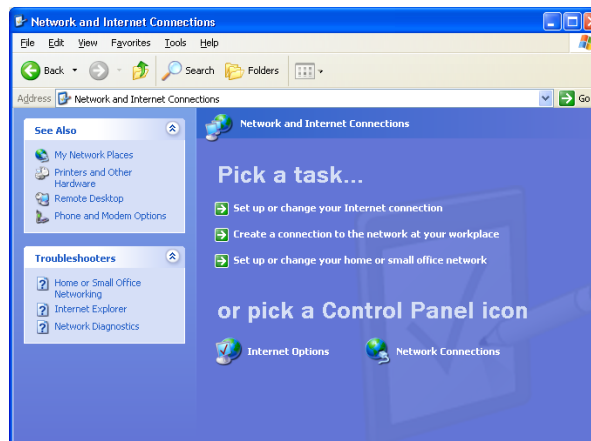 Network and Internet Connections
File Edit View Favorites Tools Help
Back Search Folders
Address Network and Internet Connections Go
See Also
My Network Places
Printers and Other
Hardware
Remote Desktop
Phone and Modem Options
Troubleshooters
Home or Small Office
Networking
Internet Explorer
Network Diagnostics
Network and Internet Connections
Pick a task...
Set up or change your Internet connection
Create a connection to the network at your workplace
Set up or change your home or small office network
or pick a Control Panel icon
Internet Options Network Connections